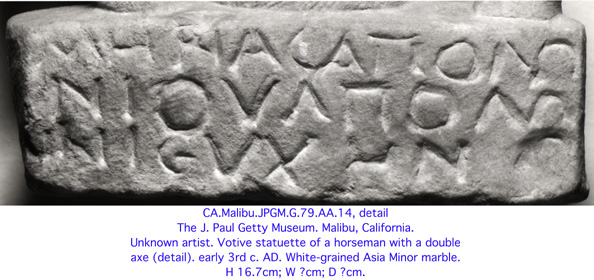 ΕΥΧΗΝ
CA.Malibu.JPGM.G.79.AA.14, detail
The J. Paul Getty Museum. Malibu, California.
Unknown artist. Votive statuette of a horseman with a double
axe (detail). early 3rd c. AD. White-grained Asia Minor marble.
H 16.7cm; W ?cm; D ?cm.